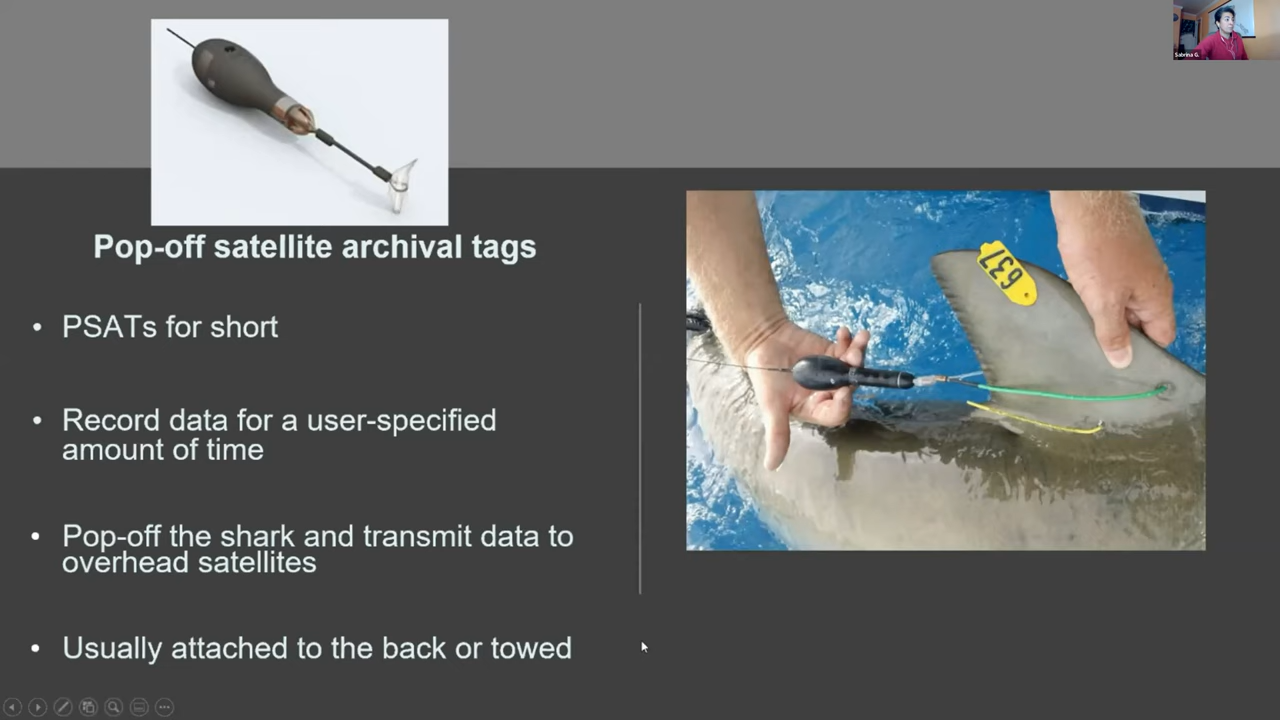 Sabrina G.
Pop-off satellite archival tags
• PSATs for short
• Record data for a user-specified
amount of time
• Pop-off the shark and transmit data to
overhead satellites
• Usually attached to the back or towed
637